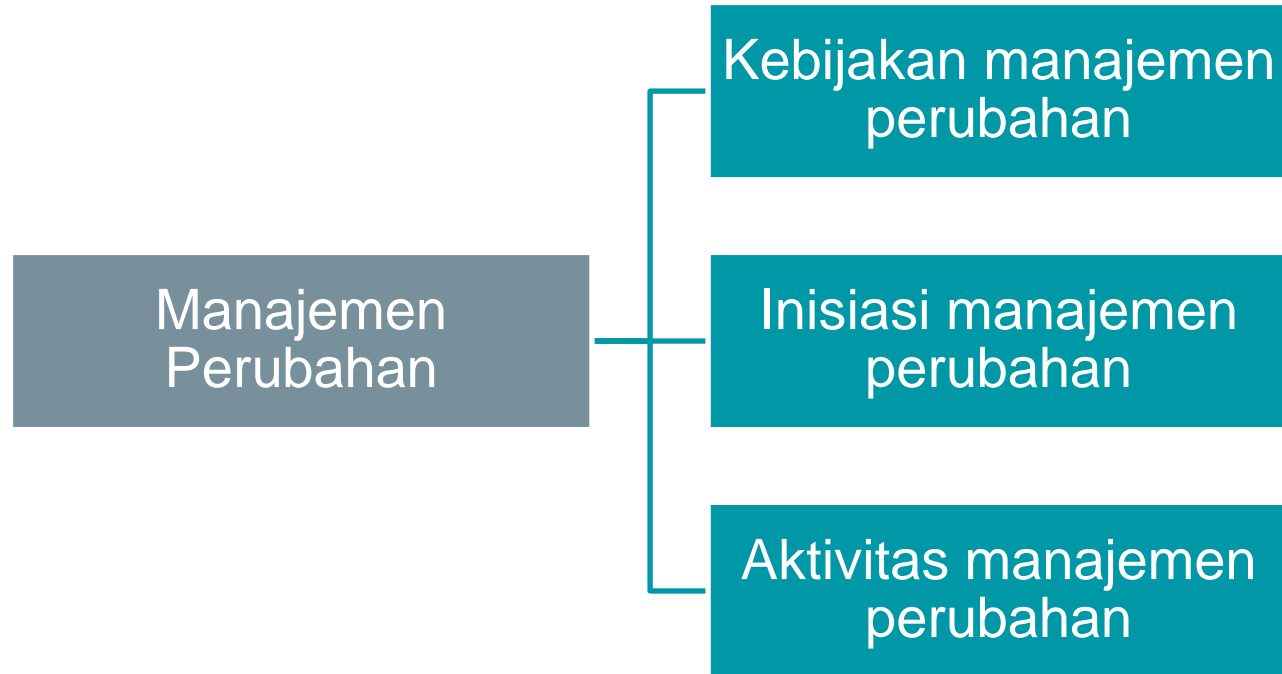 Kebijakan manajemen
perubahan
Manajemen
Perubahan
Inisiasi manajemen
perubahan
Aktivitas manajemen
perubahan